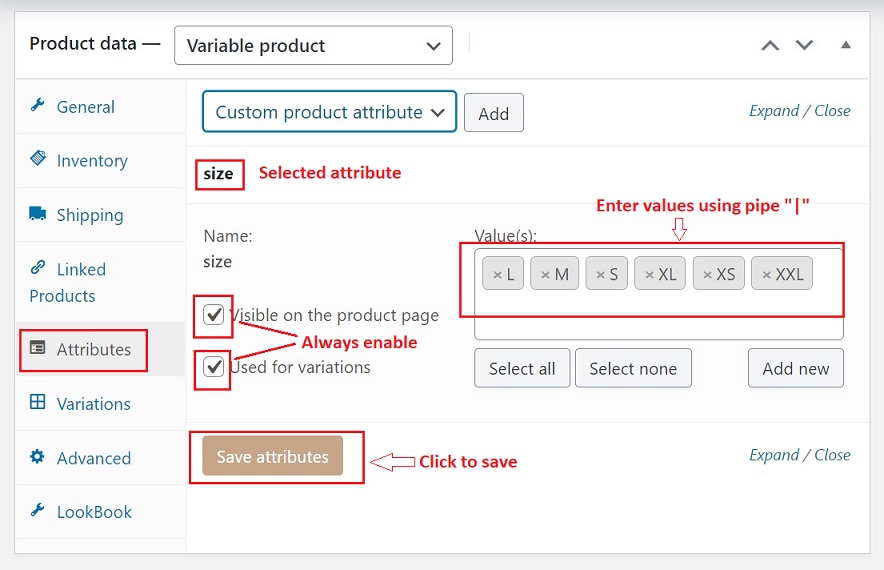 Product data — Variable product
General
Inventory
Shipping
Linked
Products
Attributes
Variations
Advanced
LookBook
Custom product attribute Add Expand / Close
size Selected attribute
Enter values using pipe "|"
Name: Value(s):
size
× L × M × S × XL × XS × XXL
Visible on the product page
Always enable
Used for variations
Select all Select none Add new
Save attributes Click to save Expand / Close